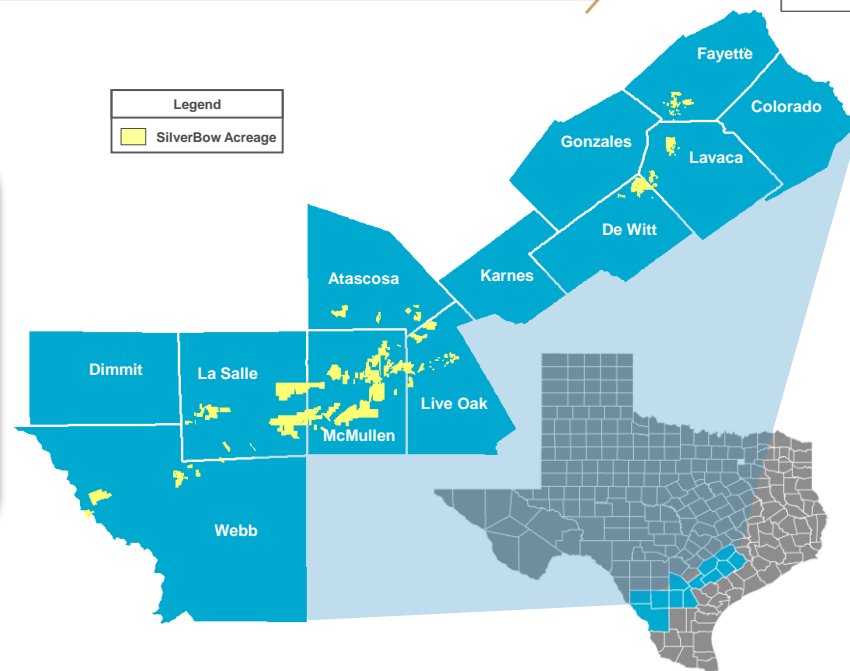 Legend
SilverBow Acreage
Fayette
Colorado
Gonzales
Lavaca
De Witt
Karnes
Atascosa
Dimmit
La Salle
Live Oak
McMullen
Webb